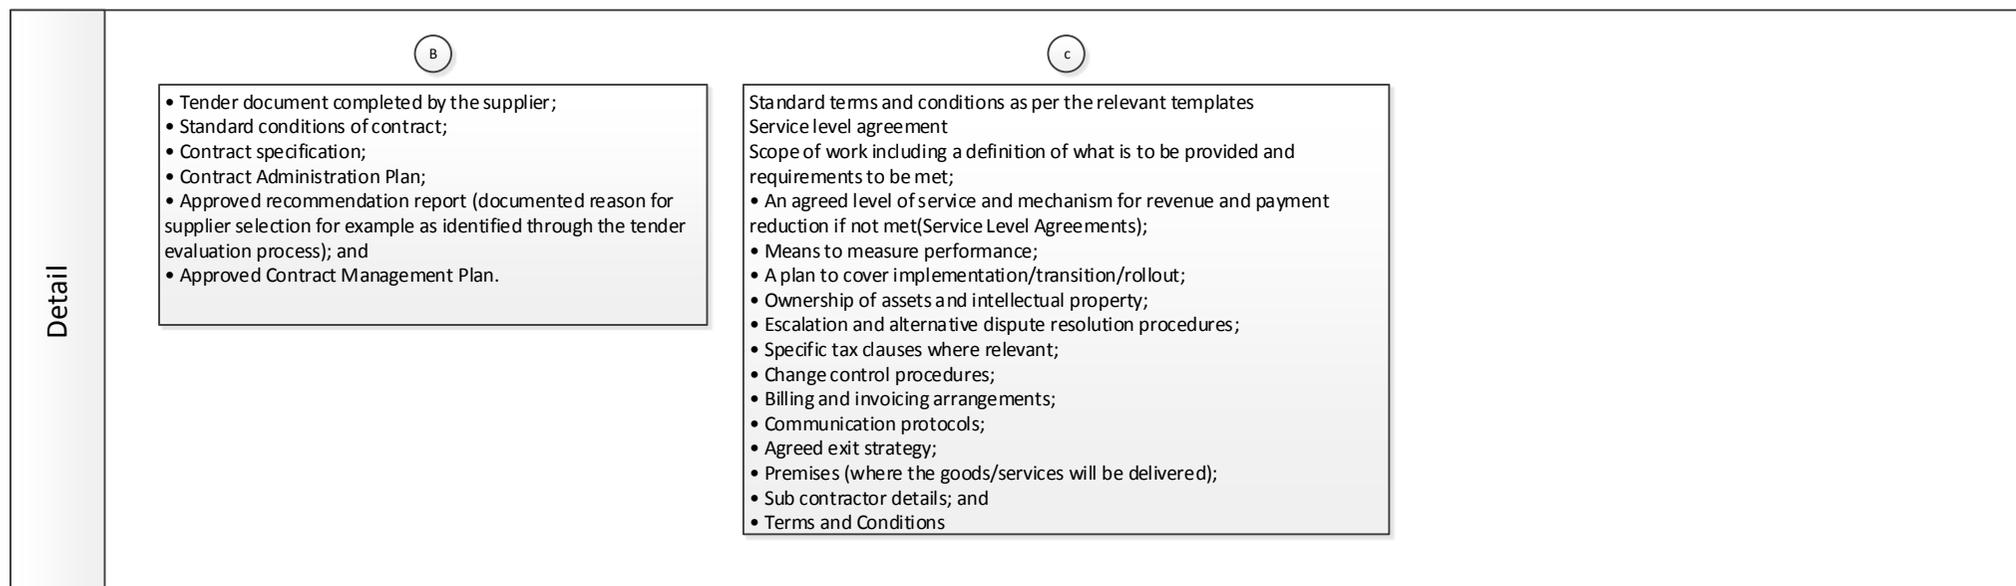 Detail
B
• Tender document completed by the supplier;
• Standard conditions of contract;
• Contract specification;
• Contract Administration Plan;
• Approved recommendation report (documented reason for
supplier selection for example as identified through the tender
evaluation process); and
• Approved Contract Management Plan.
c
Standard terms and conditions as per the relevant templates
Service level agreement
Scope of work including a definition of what is to be provided and
requirements to be met;
• An agreed level of service and mechanism for revenue and payment
reduction if not met(Service Level Agreements);
• Means to measure performance;
• A plan to cover implementation/transition/rollout;
• Ownership of assets and intellectual property;
• Escalation and alternative dispute resolution procedures;
• Specific tax clauses where relevant;
• Change control procedures;
• Billing and invoicing arrangements;
• Communication protocols;
• Agreed exit strategy;
• Premises (where the goods/services will be delivered);
• Sub contractor details; and
• Terms and Conditions